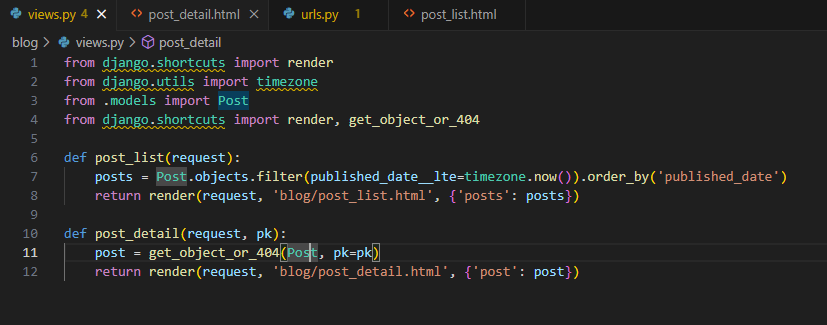 views.py 4 post_detail.html urls.py 1 post_list.html
blog > views.py > post_detail
1 from django.shortcuts import render
2 from django.utils import timezone
3 from .models import Post
4 from django.shortcuts import render, get_object_or_404
5
6 def post_list(request):
7     posts = Post.objects.filter(published_date__lte=timezone.now()).order_by('published_date')
8     return render(request, 'blog/post_list.html', {'posts': posts})
9
10 def post_detail(request, pk):
11     post = get_object_or_404(Post, pk=pk)
12     return render(request, 'blog/post_detail.html', {'post': post})